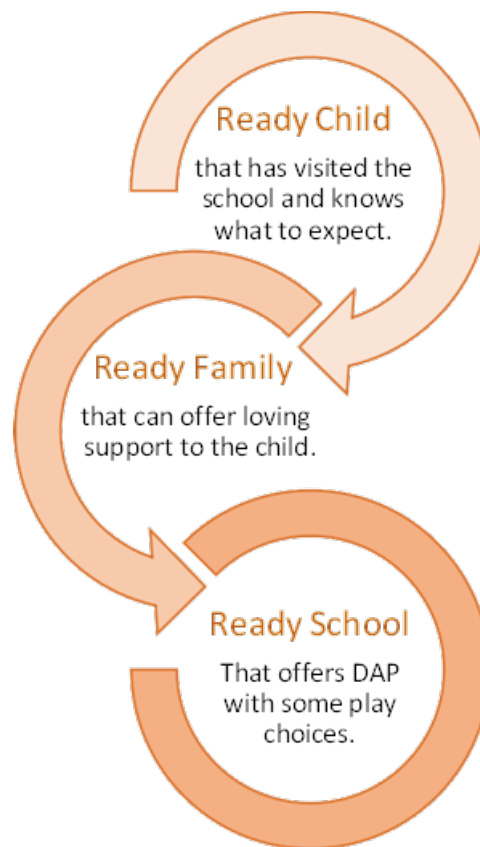 Ready Child
that has visited the
school and knows
what to expect.
Ready Family
that can offer loving
support to the child.
Ready School
That offers DAP
with some play
choices.